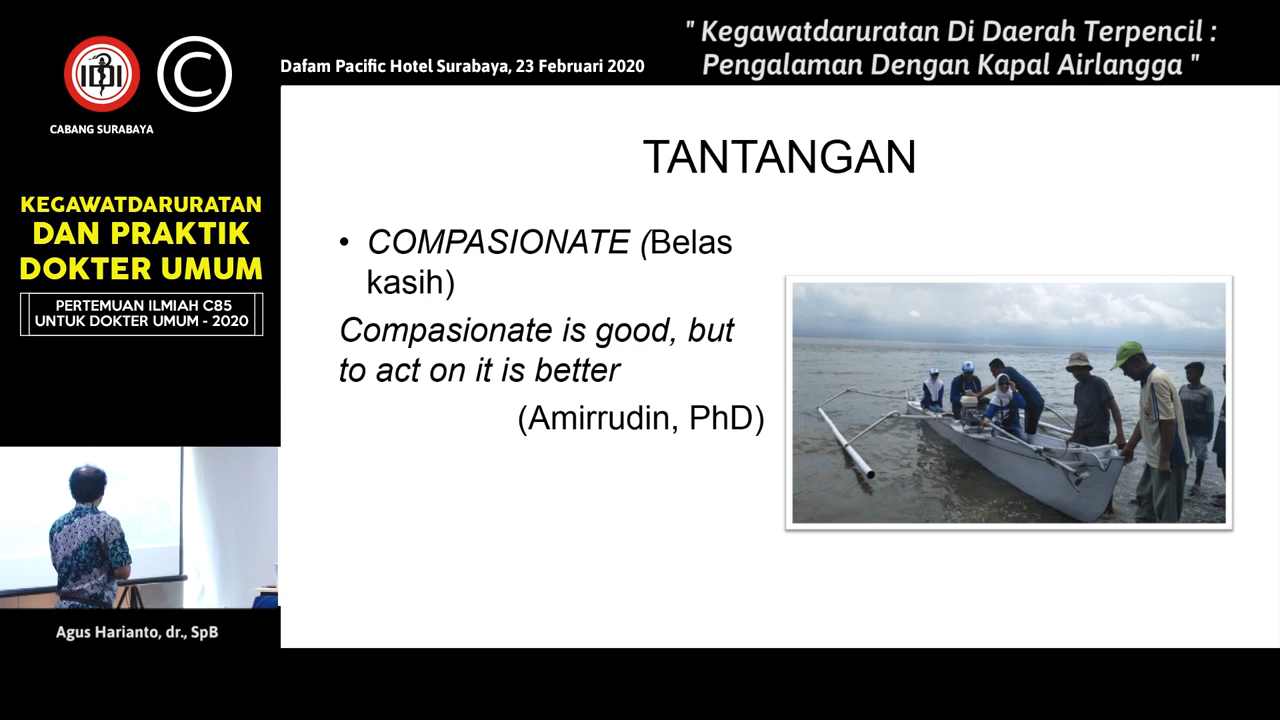 IDI
C
CABANG SURABAYA
Dafam Pacific Hotel Surabaya, 23 Februari 2020
" Kegawatdaruratan Di Daerah Terpencil :
Pengalaman Dengan Kapal Airlangga "
KEGAWATDARURATAN
DAN PRAKTIK
DOKTER UMUM
PERTEMUAN ILMIAH C85
UNTUK DOKTER UMUM - 2020
TANTANGAN
• COMPASIONATE (Belas
kasih)
Compasionate is good, but
to act on it is better
(Amirrudin, PhD)
Agus Harianto, dr., SpB